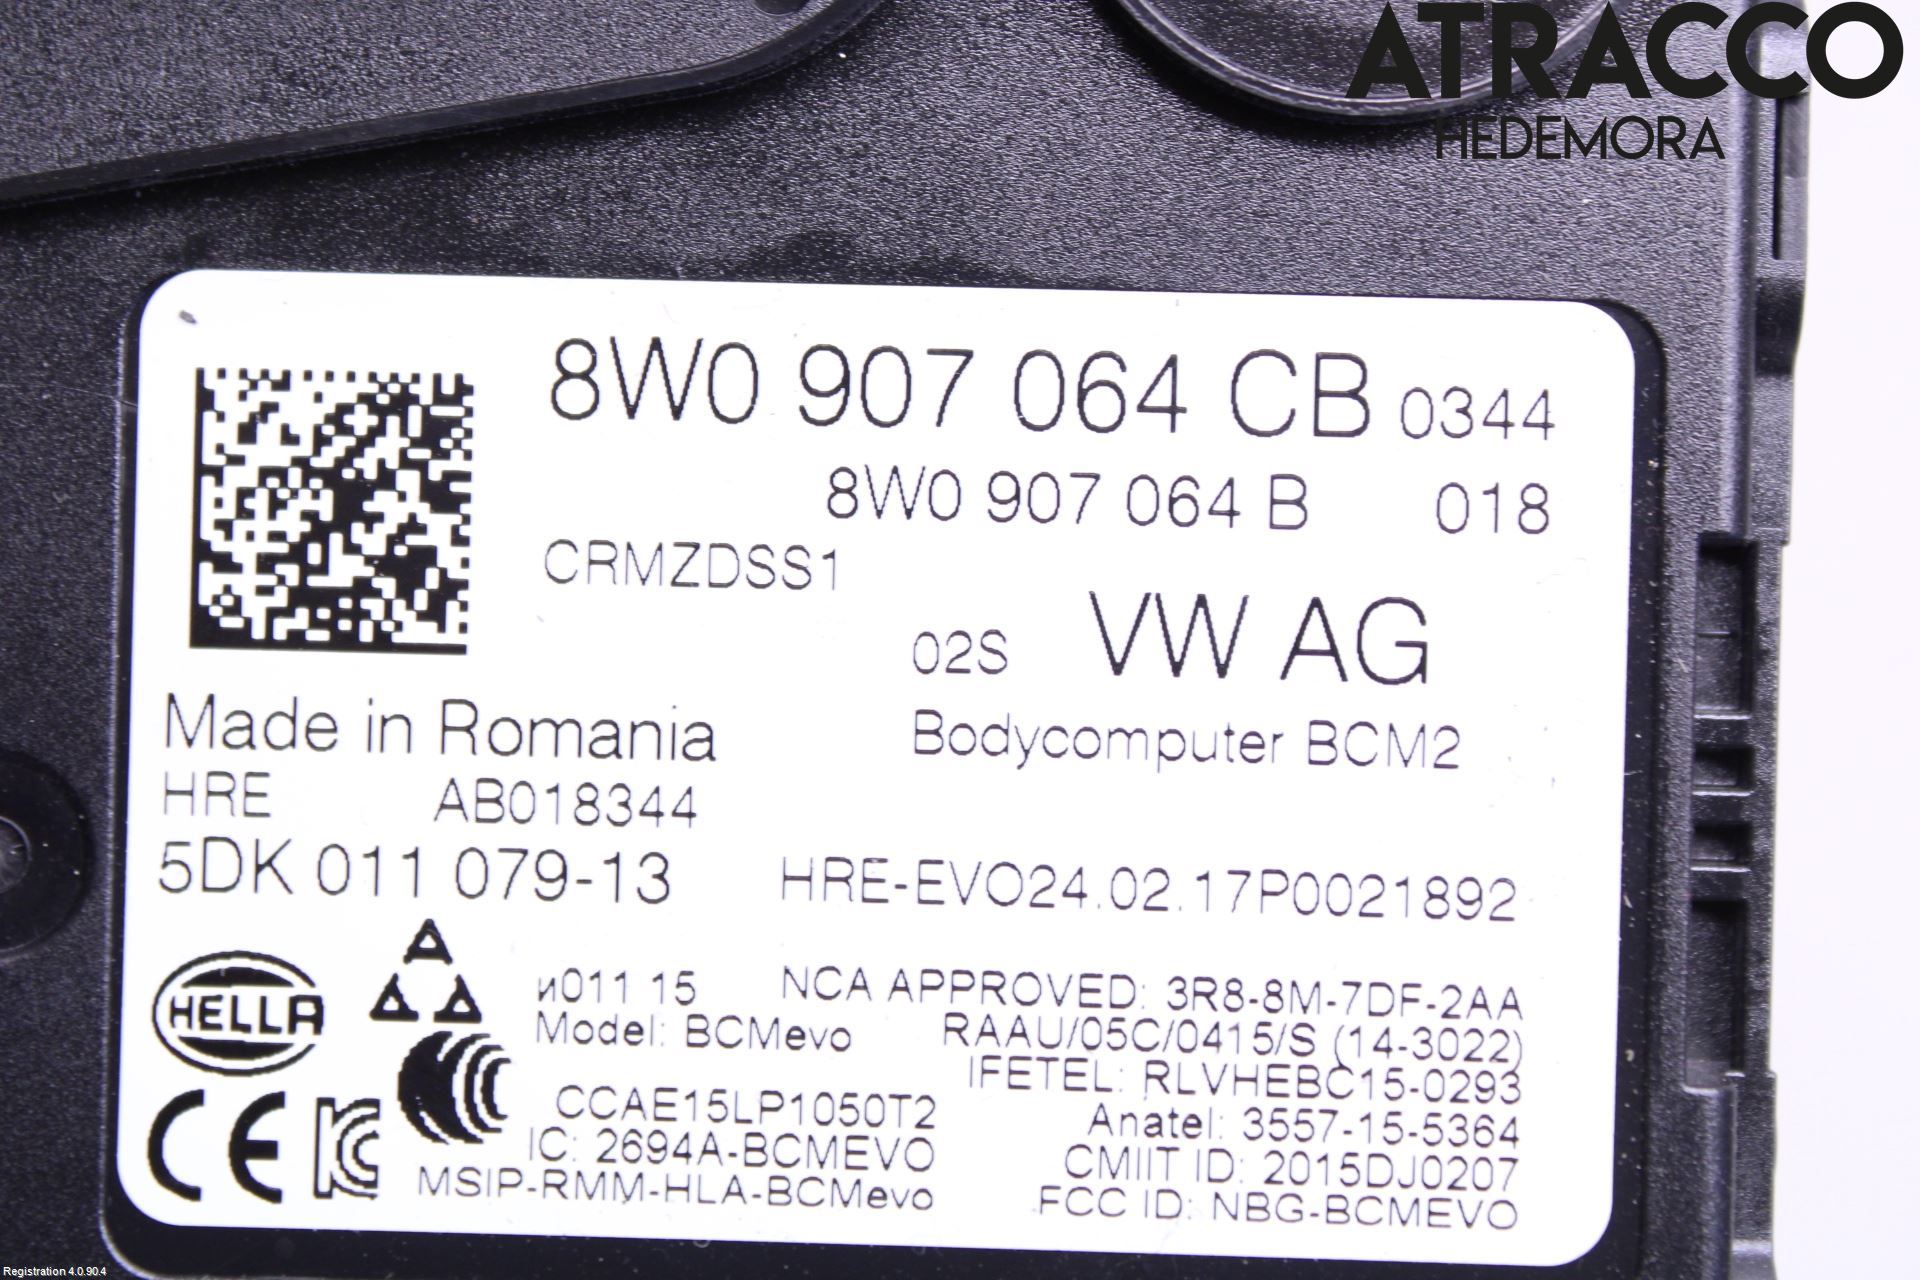 ATRACCO
HEDEMORA
8W0 907 064 CB 0344
8W0 907 064 B 018
CRMZDSS1
02S VW AG
Made in Romania
Bodycomputer BCM2
HRE AB018344
5DK 011 079-13
HRE-EVO24.02.17P0021892
HELLA
CE
и011 15
Model: BCMevo
CCAE15LP1050T2
IC: 2694A-BCMEVO
MSIP-RMM-HLA-BCMevo
NCA APPROVED: 3R8-8M-7DF-2AA
RAAU/05C/0415/S (14-3022)
IFETEL: RLVHEBC15-0293
Anatel: 3557-15-5364
CMIIT ID: 2015DJ0207
FCC ID: NBG-BCMEVO
Registration 4.0.90.4